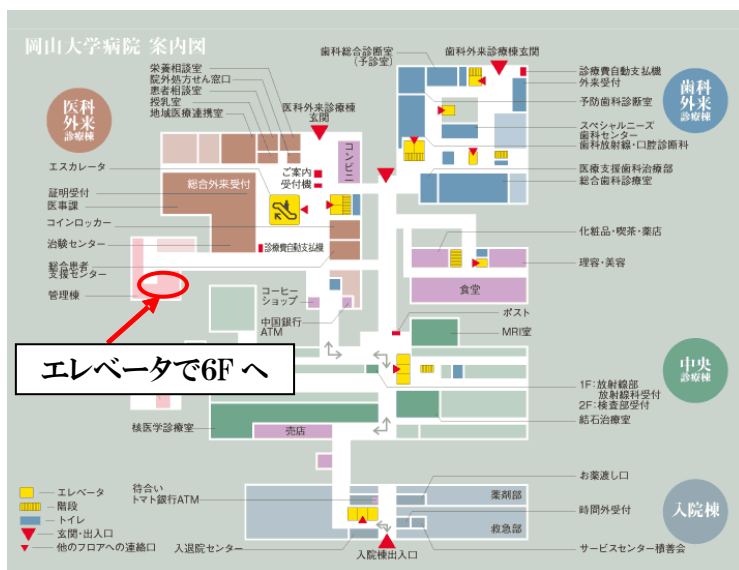 岡山大学病院 案内図
医科
外来
診療棟
栄養相談室
院外処方せん窓口
患者相談室
授乳室
地域医療連携室
医科外来診療棟
玄関
歯科総合診断室
(予診室)
歯科外来診療棟玄関
診療費自動支払機
外来受付
予防歯科診断室
スペシャルニーズ
歯科センター
歯科放射線・口腔診断科
医療支援歯科治療部
総合歯科診療室
歯科
外来
診療棟
エスカレータ
証明受付
医事課
コインロッカー
治験センター
総合患者
支援センター
管理棟
総合外来受付
ご案内
受付機
コンビニ
診療費自動支払機
コーヒー
ショップ
中国銀行
ATM
化粧品・喫茶・薬店
理容・美容
食堂
ポスト
MRI室
エレベータで6Fへ
中央
診療棟
1F:放射線部
放射線科受付
2F:検査部受付
結石治療室
核医学診療室
売店
お薬渡し口
待合い
トマト銀行ATM
薬剤部
時間外受付
救急部
入院棟
入退院センター
入院棟出入口
サービスセンター積善会
エレベータ
階段
トイレ
玄関・出入口
他のフロアへの連絡口